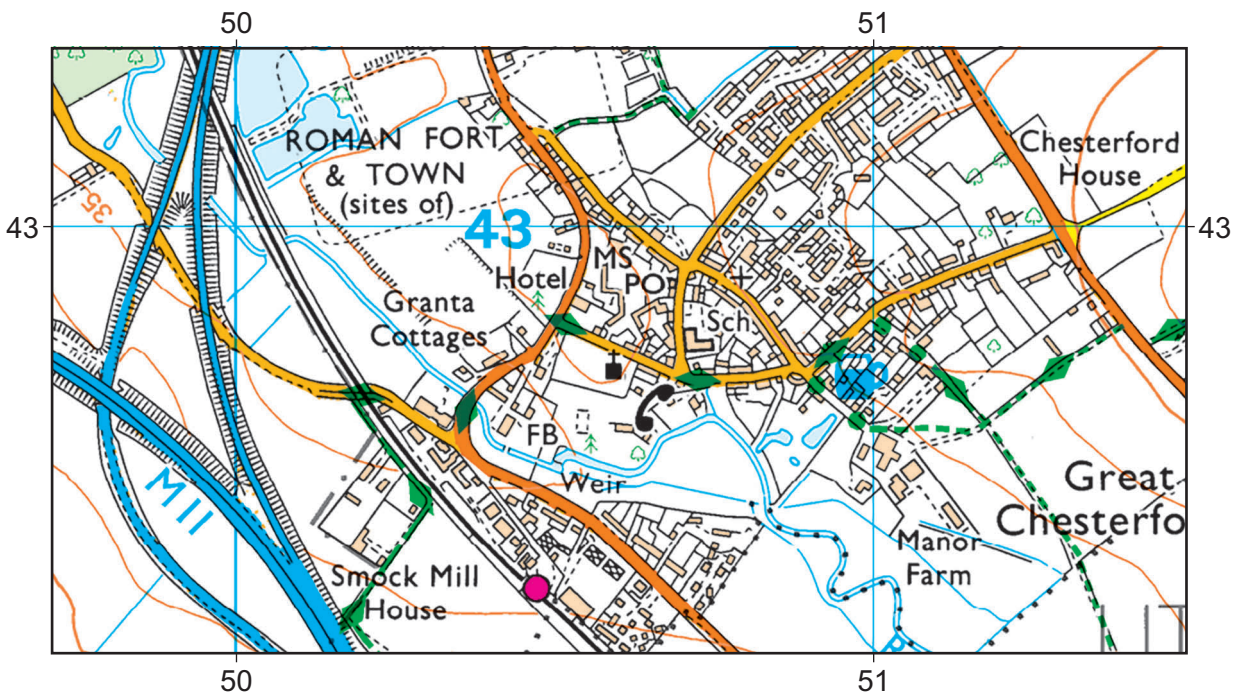 50
51
ROMAN FORT
& TOWN
(sites of)
Chesterford
House
35
43
43
43
MS
Hotel
PO
Granta
Cottages
Sch
FB
Weir
M11
Great
Chesterfo
Manor
Farm
Smock Mill
House
R
50
51